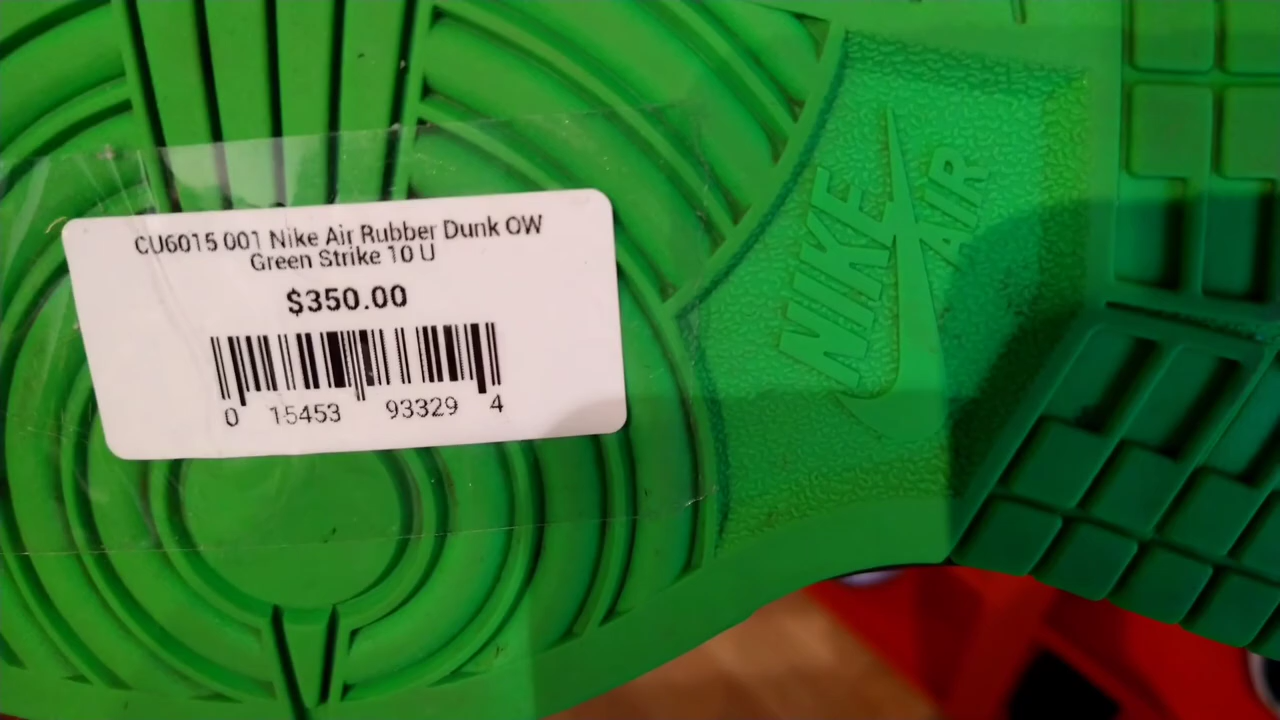 CU6015 001 Nike Air Rubber Dunk OW
Green Strike 10 U
$350.00
0 15453 93329 4
NIKE
AIR